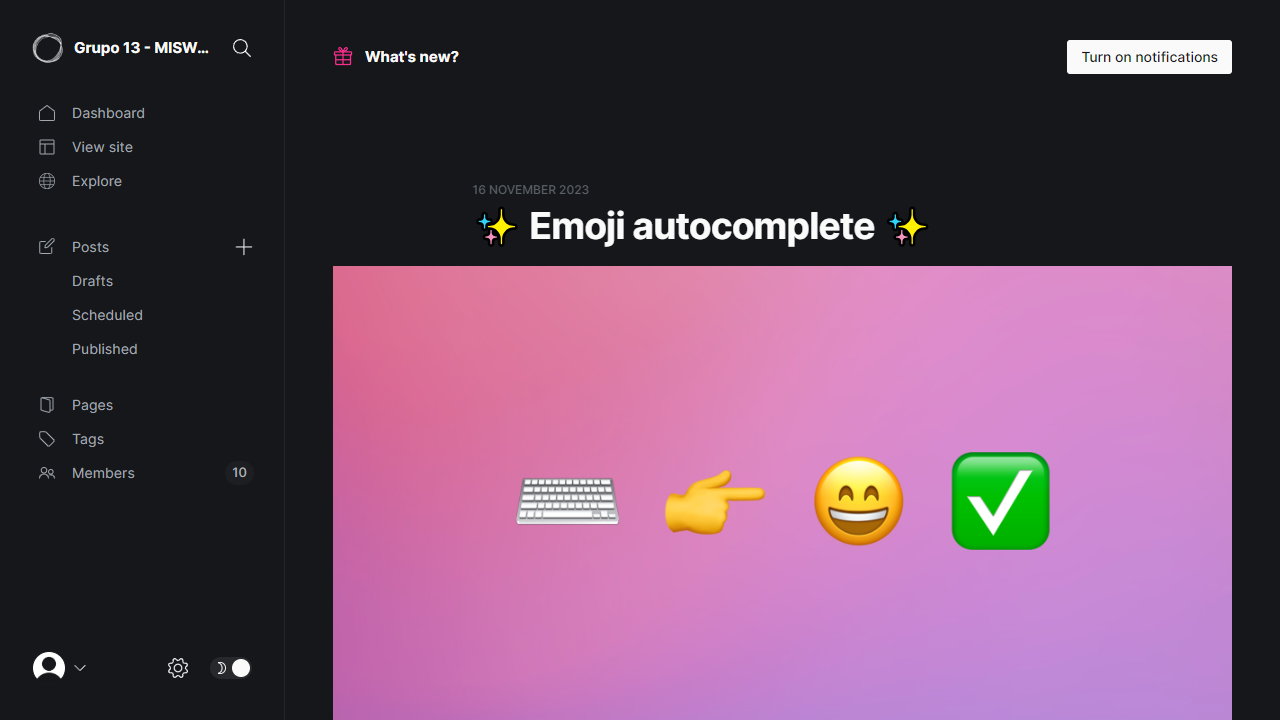 Grupo 13 - MISW...
Dashboard
View site
Explore
Posts
Drafts
Scheduled
Published
Pages
Tags
Members 10
What's new?
Turn on notifications
16 NOVEMBER 2023
✨ Emoji autocomplete ✨